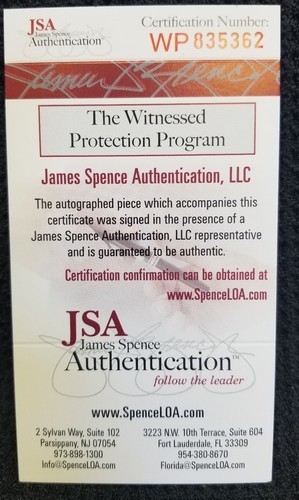 JSA
James Spence
Authentication
Certification Number:
WP835362
The Witnessed
Protection Program
James Spence Authentication, LLC
The autographed piece which accompanies this
certificate was signed in the presence of a
James Spence Authentication, LLC representative
and is guaranteed to be authentic.
Certification confirmation can be obtained at
www.SpenceLOA.com
JSA
James Spence
Authentication™
follow the leader
www.SpenceLOA.com
2 Sylvan Way, Suite 102
Parsippany, NJ 07054
973-898-1300
Info@SpenceLOA.com
3223 N.W. 10th Terrace, Suite 604
Fort Lauderdale, FL 33309
954-380-8670
Florida@SpenceLOA.com